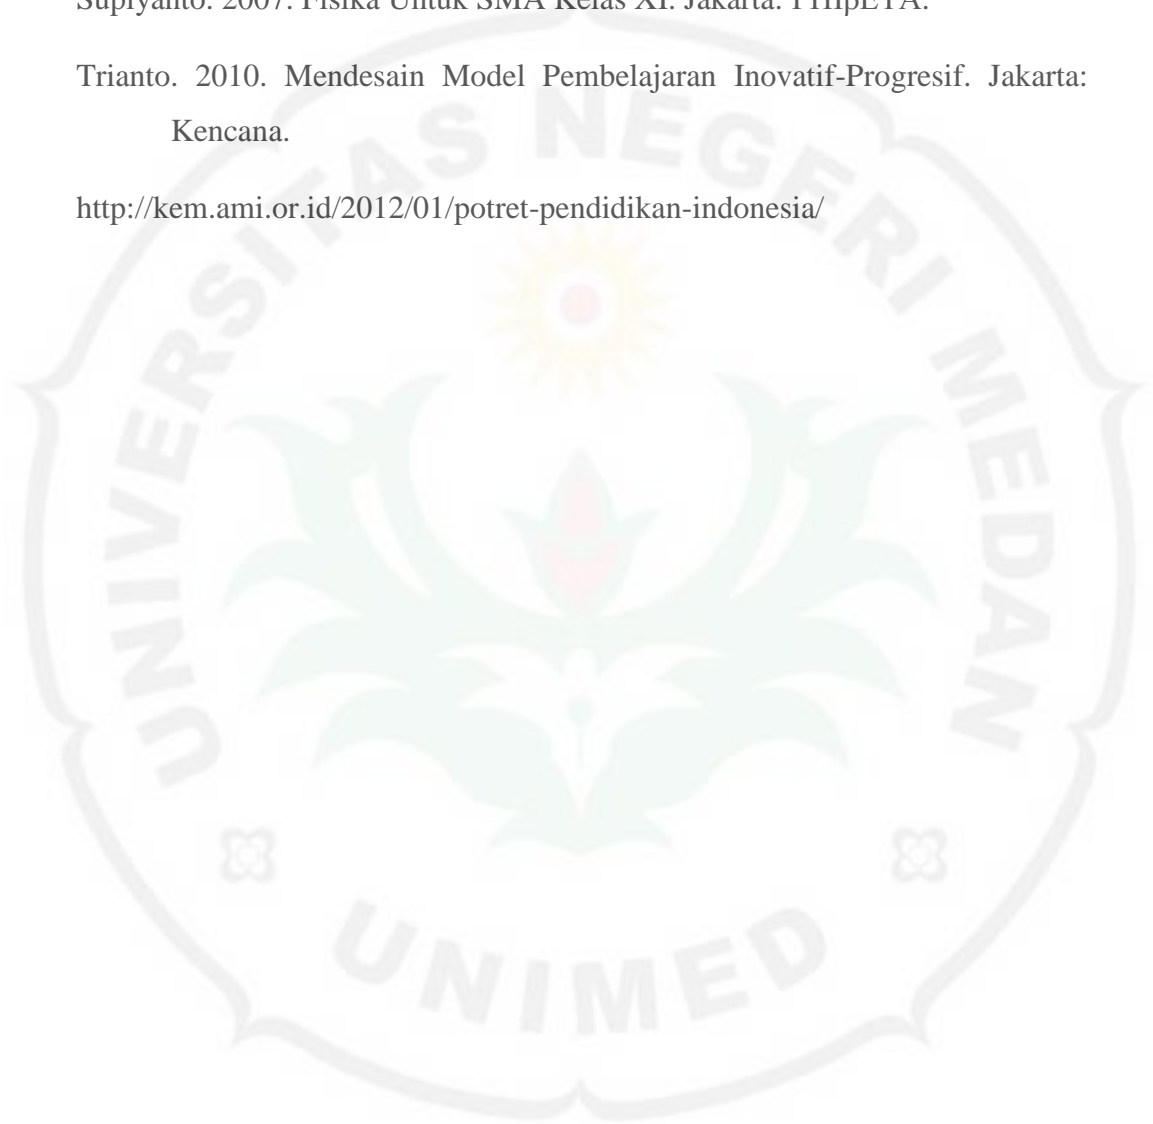 Supiyanto. 2007. Fisika Untuk SMA Kelas XI. Jakarta:
Trianto. 2010. Mendesain Model Pembelajaran Inovatif-Progresif. Jakarta:
Kencana.
http://kem.ami.or.id/2012/01/potret-pendidikan-indonesia/
UNIVERSITAS NEGERI MEDAN
UNIMED